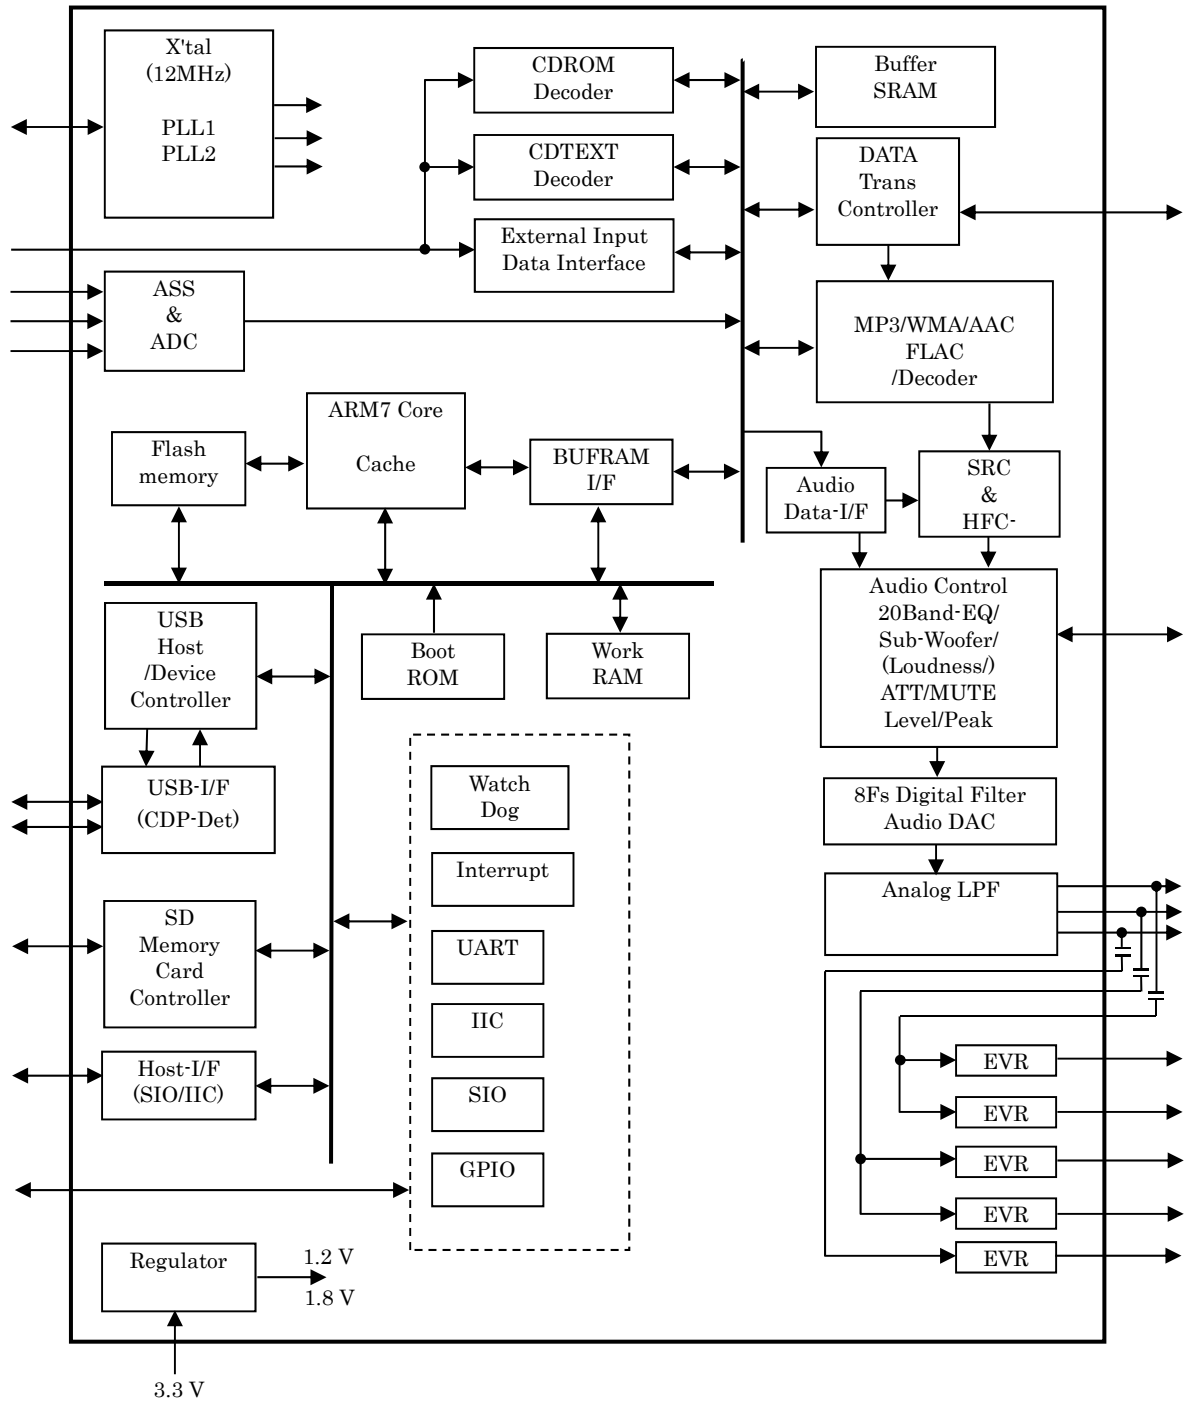 X'tal
(12MHz)
PLL1
PLL2
CDROM
Decoder
CDTEXT
Decoder
External Input
Data Interface
Buffer
SRAM
DATA
Trans
Controller
ASS
&
ADC
MP3/WMA/AAC
FLAC
/Decoder
ARM7 Core
Cache
Flash
memory
BUFRAM
I/F
Audio
Data-I/F
SRC
&
HFC-
USB
Host
/Device
Controller
Boot
ROM
Work
RAM
Audio Control
20Band-EQ/
Sub-Woofer/
(Loudness/)
ATT/MUTE
Level/Peak
USB-I/F
(CDP-Det)
Watch
Dog
Interrupt
UART
IIC
SIO
GPIO
8Fs Digital Filter
Audio DAC
Analog LPF
SD
Memory
Card
Controller
Host-I/F
(SIO/IIC)
EVR
EVR
EVR
EVR
EVR
Regulator
1.2 V
1.8 V
3.3 V